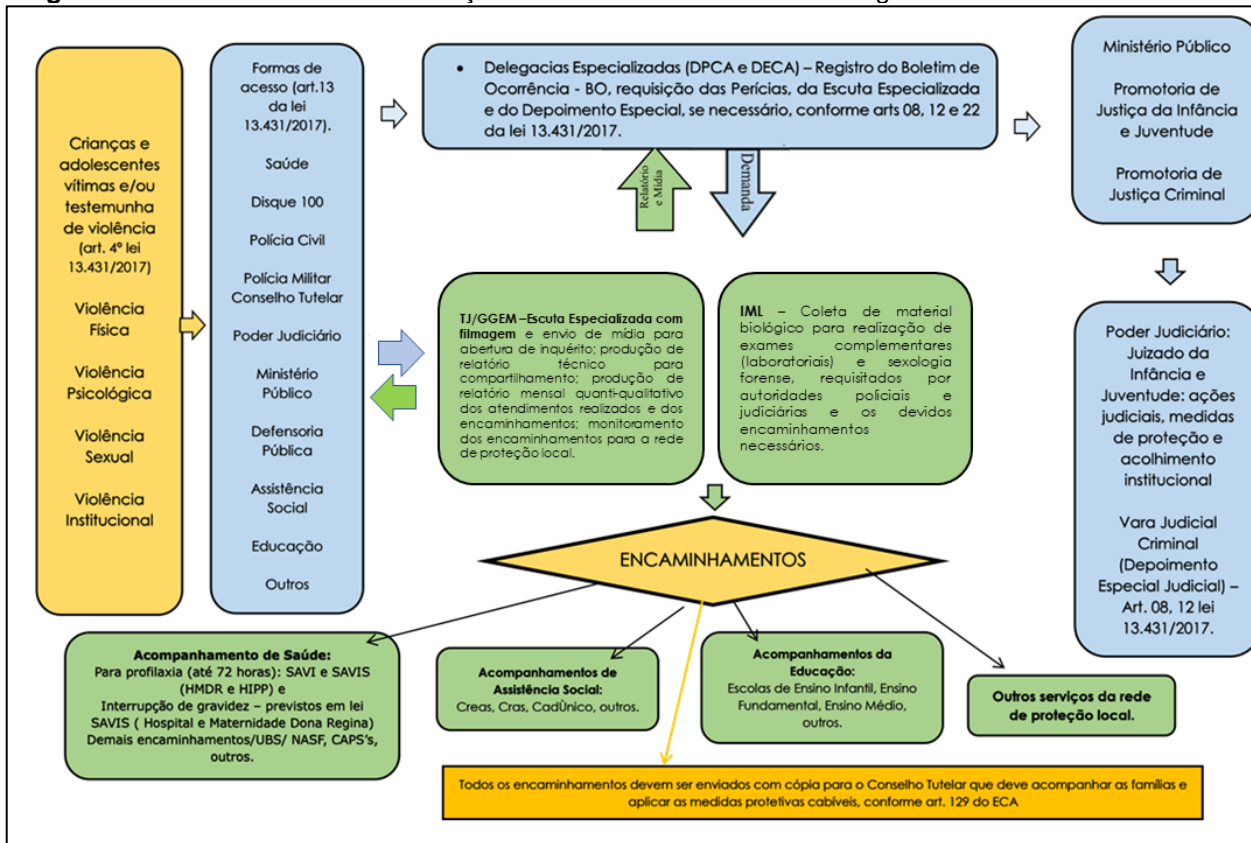 Crianças e
adolescentes
vítimas e/ou
testemunha
de violência
(art. 4º lei
13.431/2017)
Violência
Física
Violência
Psicológica
Violência
Sexual
Violência
Institucional
Formas de
acesso (art.13
da lei
13.431/2017).
Saúde
Disque 100
Polícia Civil
Polícia Militar
Conselho Tutelar
Poder Judiciário
Ministério
Público
Defensoria
Pública
Assistência
Social
Educação
Outros
• Delegacias Especializadas (DPCA e DECA) – Registro do Boletim de
Ocorrência - BO, requisição das Perícias, da Escuta Especializada
e do Depoimento Especial, se necessário, conforme arts 08, 12 e 22
da lei 13.431/2017.
Relatório
e Mídia
Demanda
Ministério Público
Promotoria de
Justiça da Infância
e Juventude
Promotoria de
Justiça Criminal
TJ/GGEM –Escuta Especializada com
filmagem e envio de mídia para
abertura de inquérito; produção de
relatório técnico para
compartilhamento; produção de
relatório mensal quanti-qualitativo
dos atendimentos realizados e dos
encaminhamentos; monitoramento
dos encaminhamentos para a rede
de proteção local.
IML – Coleta de material
biológico para realização de
exames complementares
(laboratoriais) e sexologia
forense, requisitados por
autoridades policiais e
judiciárias e os devidos
encaminhamentos
necessários.
Poder Judiciário:
Juizado da
Infância e
Juventude: ações
judiciais, medidas
de proteção e
acolhimento
institucional
Vara Judicial
Criminal
(Depoimento
Especial Judicial) –
Art. 08, 12 lei
13.431/2017.
ENCAMINHAMENTOS
Acompanhamento de Saúde:
Para profilaxia (até 72 horas): SAVI e SAVIS
(HMDR e HIPP) e
Interrupção de gravidez – previstos em lei
SAVIS ( Hospital e Maternidade Dona Regina)
Demais encaminhamentos/UBS/ NASF, CAPS's,
outros.
Acompanhamentos
de Assistência Social:
Creas, Cras, CadÙnico, outros.
Acompanhamentos da
Educação:
Escolas de Ensino Infantil, Ensino
Fundamental, Ensino Médio,
outros.
Outros serviços da rede
de proteção local.
Todos os encaminhamentos devem ser enviados com cópia para o Conselho Tutelar que deve acompanhar as famílias e
aplicar as medidas protetivas cabíveis, conforme art. 129 do ECA